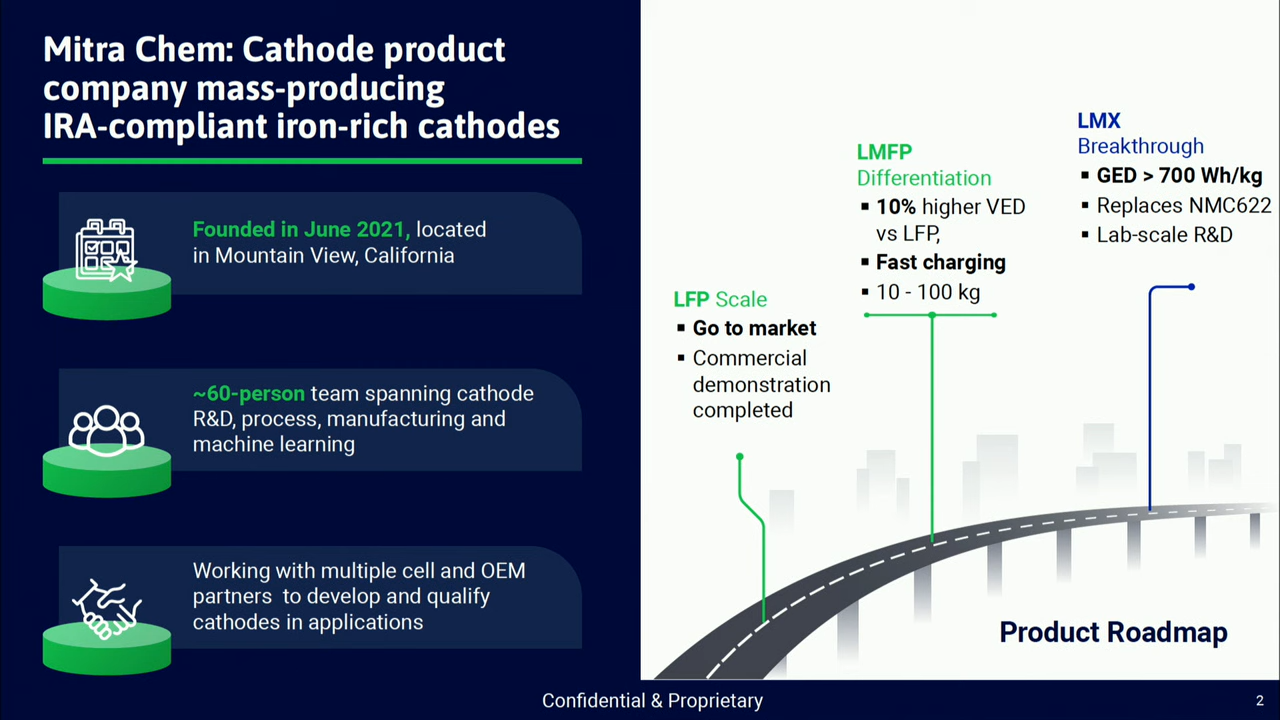 Mitra Chem: Cathode product
company mass-producing
IRA-compliant iron-rich cathodes
Founded in June 2021, located
in Mountain View, California
~60-person team spanning cathode
R&D, process, manufacturing and
machine learning
Working with multiple cell and OEM
partners to develop and qualify
cathodes in applications
LFP Scale
▪ Go to market
▪ Commercial
demonstration
completed
LMFP
Differentiation
▪ 10% higher VED
vs LFP,
▪ Fast charging
▪ 10 - 100 kg
LMX
Breakthrough
▪ GED > 700 Wh/kg
▪ Replaces NMC622
▪ Lab-scale R&D
Product Roadmap
Confidential & Proprietary
2